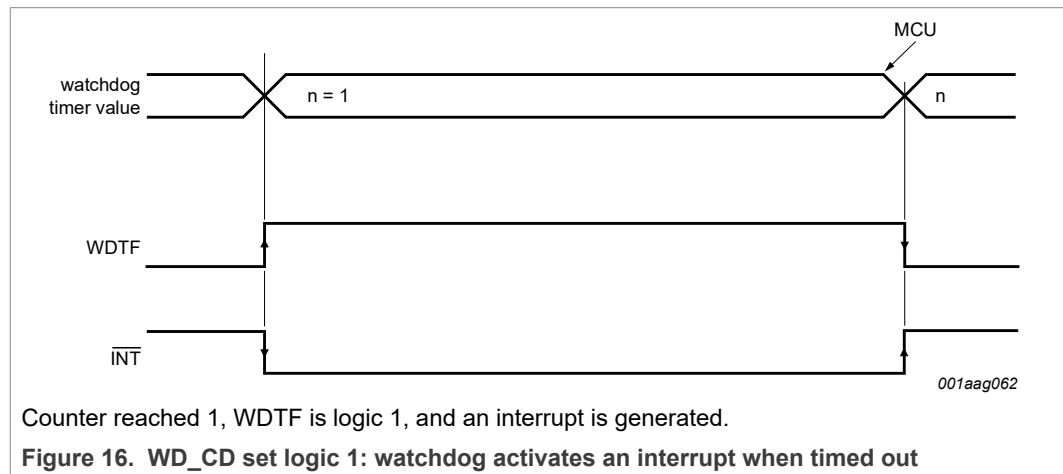 MCU
watchdog
timer value
n = 1
n
WDTF
INT
001aag062
Counter reached 1, WDTF is logic 1, and an interrupt is generated.
Figure 16. WD_CD set logic 1: watchdog activates an interrupt when timed out